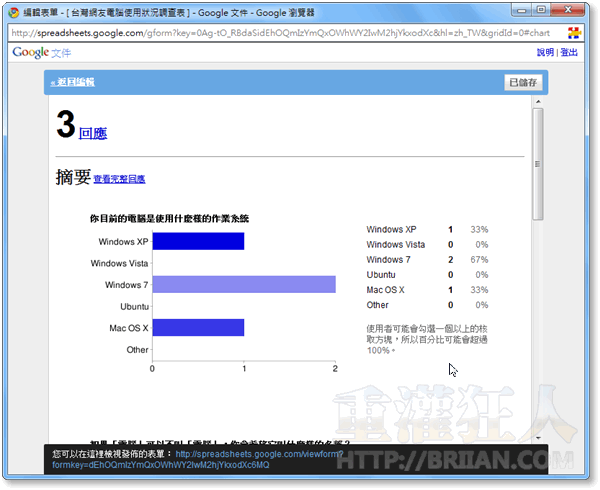 編輯表單 - [ 台灣網友電腦使用狀況調查表 ] - Google 文件 - Google 瀏覽器
http://spreadsheets.google.com/gform?key=0Ag-tO_R8daSidEhOQmIzYmQxOWhWY2IwM2hjYkxodXc&hl=zh_TW&gridId=0#chart
Google 文件
說明 | 登出
« 返回編輯
已儲存
3 回應
摘要 查看完整回應
你目前的電腦是使用什麼樣的作業系統
Windows XP
Windows Vista
Windows 7
Ubuntu
Mac OS X
Other
0 1 2
Windows XP 1 33%
Windows Vista 0 0%
Windows 7 2 67%
Ubuntu 0 0%
Mac OS X 1 33%
Other 0 0%
使用者可能會勾選一個以上的核
取方塊，所以百分比可能會超過
100%。
您可以在這裡檢視發佈的表單： http://spreadsheets.google.com/viewform?
formkey=dEhOQmIzYmQxOWhWY2IwM2hjYkxodXc6MQ
重灌狂人
HTTP://BRIIAN.COM